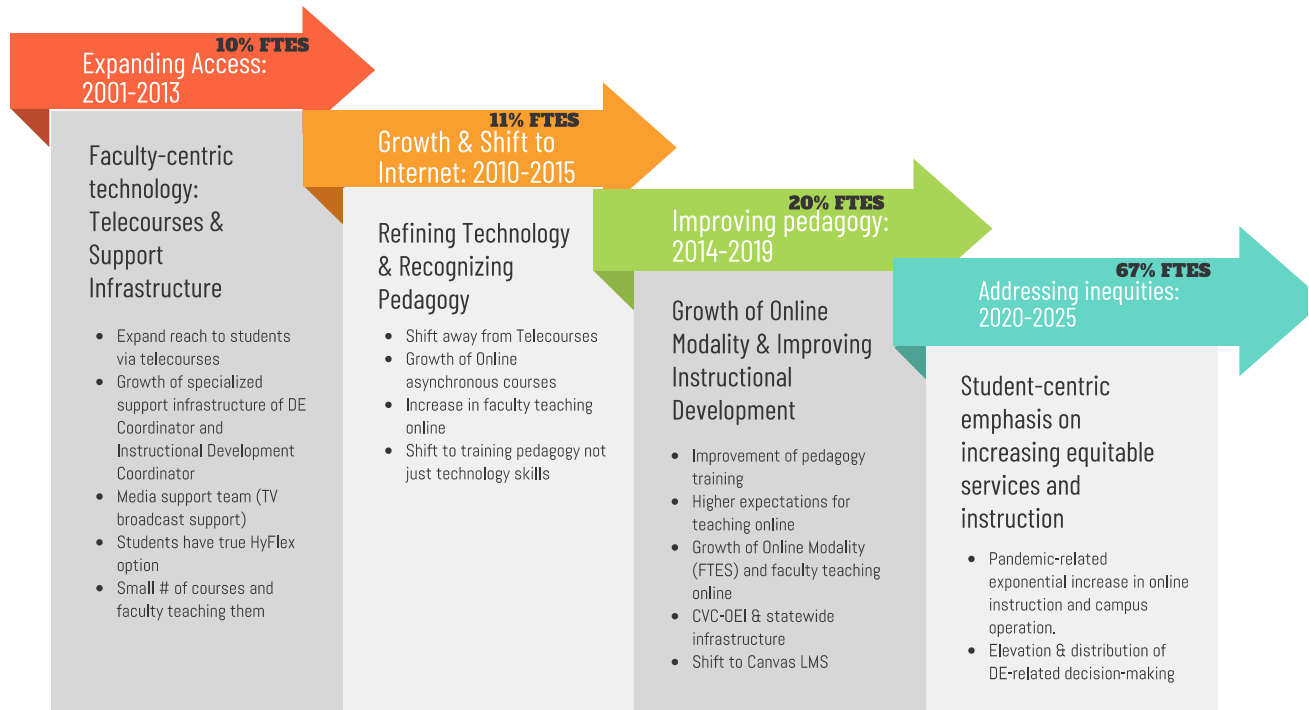 10% FTES
Expanding Access:
2001-2013
Faculty-centric
technology:
Telecourses &
Support
Infrastructure
• Expand reach to students
via telecourses
• Growth of specialized
support infrastructure of DE
Coordinator and
Instructional Development
Coordinator
• Media support team (TV
broadcast support)
• Students have true HyFlex
option
• Small # of courses and
faculty teaching them
11% FTES
Growth & Shift to
Internet: 2010-2015
Refining Technology
& Recognizing
Pedagogy
• Shift away from Telecourses
• Growth of Online
asynchronous courses
• Increase in faculty teaching
online
• Shift to training pedagogy not
just technology skills
20% FTES
Improving pedagogy:
2014-2019
Growth of Online
Modality & Improving
Instructional
Development
• Improvement of pedagogy
training
• Higher expectations for
teaching online
• Growth of Online Modality
(FTES) and faculty teaching
online
• CVC-OEI & statewide
infrastructure
• Shift to Canvas LMS
67% FTES
Addressing inequities:
2020-2025
Student-centric
emphasis on
increasing equitable
services and
instruction
• Pandemic-related
exponential increase in online
instruction and campus
operation.
• Elevation & distribution of
DE-related decision-making